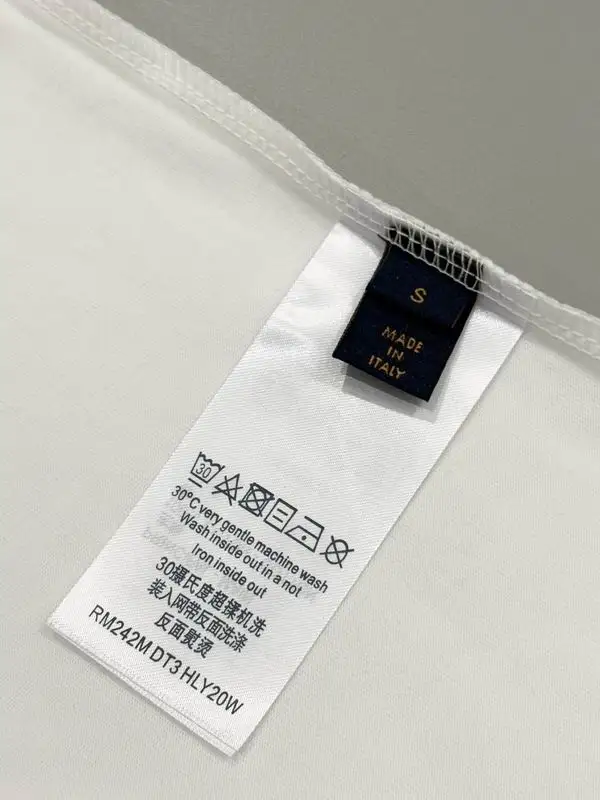 S
MADE
IN
ITALY
30
30°C very gentle machine wash
Wash inside out in a not
Iron inside out
30摄氏度超揉机洗
装入网带反面洗涤
反面熨烫
RM242M DT3 HLY20W